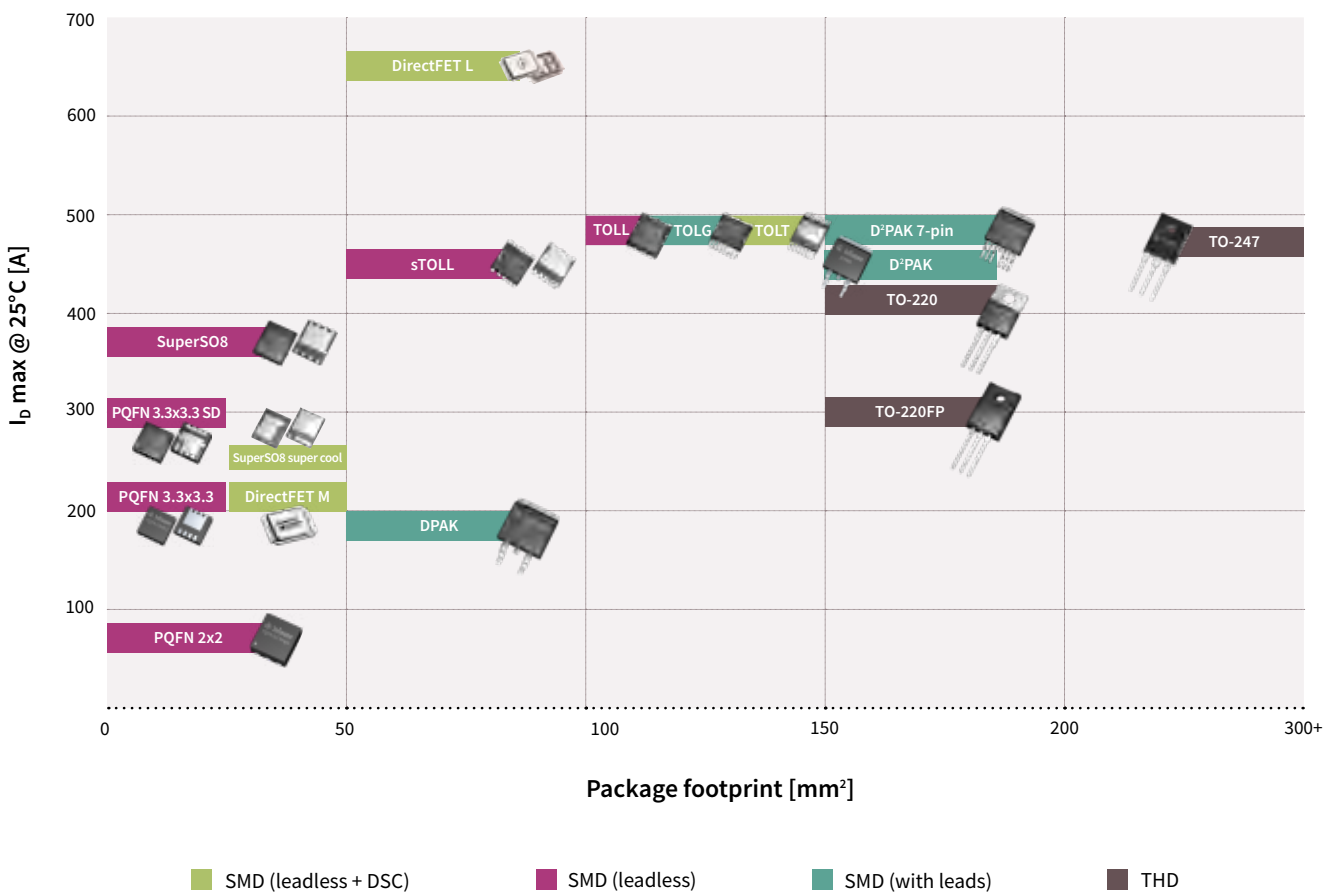 700
600
500
400
300
200
100
I_D max @ 25°C [A]
DirectFET L
TOLL
TOLG
TOLT
D²PAK 7-pin
TO-247
sTOLL
D²PAK
TO-220
SuperSO8
PQFN 3.3x3.3 SD
TO-220FP
SuperSO8 super cool
PQFN 3.3x3.3
DirectFET M
DPAK
PQFN 2x2
0
50
100
150
200
300+
Package footprint [mm²]
SMD (leadless + DSC)
SMD (leadless)
SMD (with leads)
THD